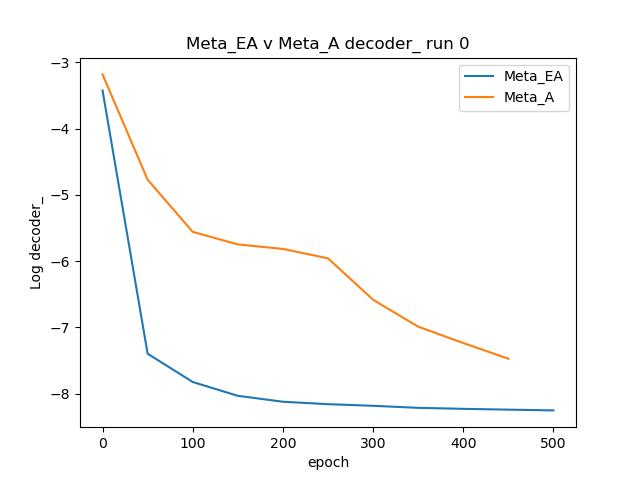 Meta_EA v Meta_A decoder_ run 0
Meta_EA
Meta_A
Log decoder_
−3
−4
−5
−6
−7
−8
0 100 200 300 400 500
epoch